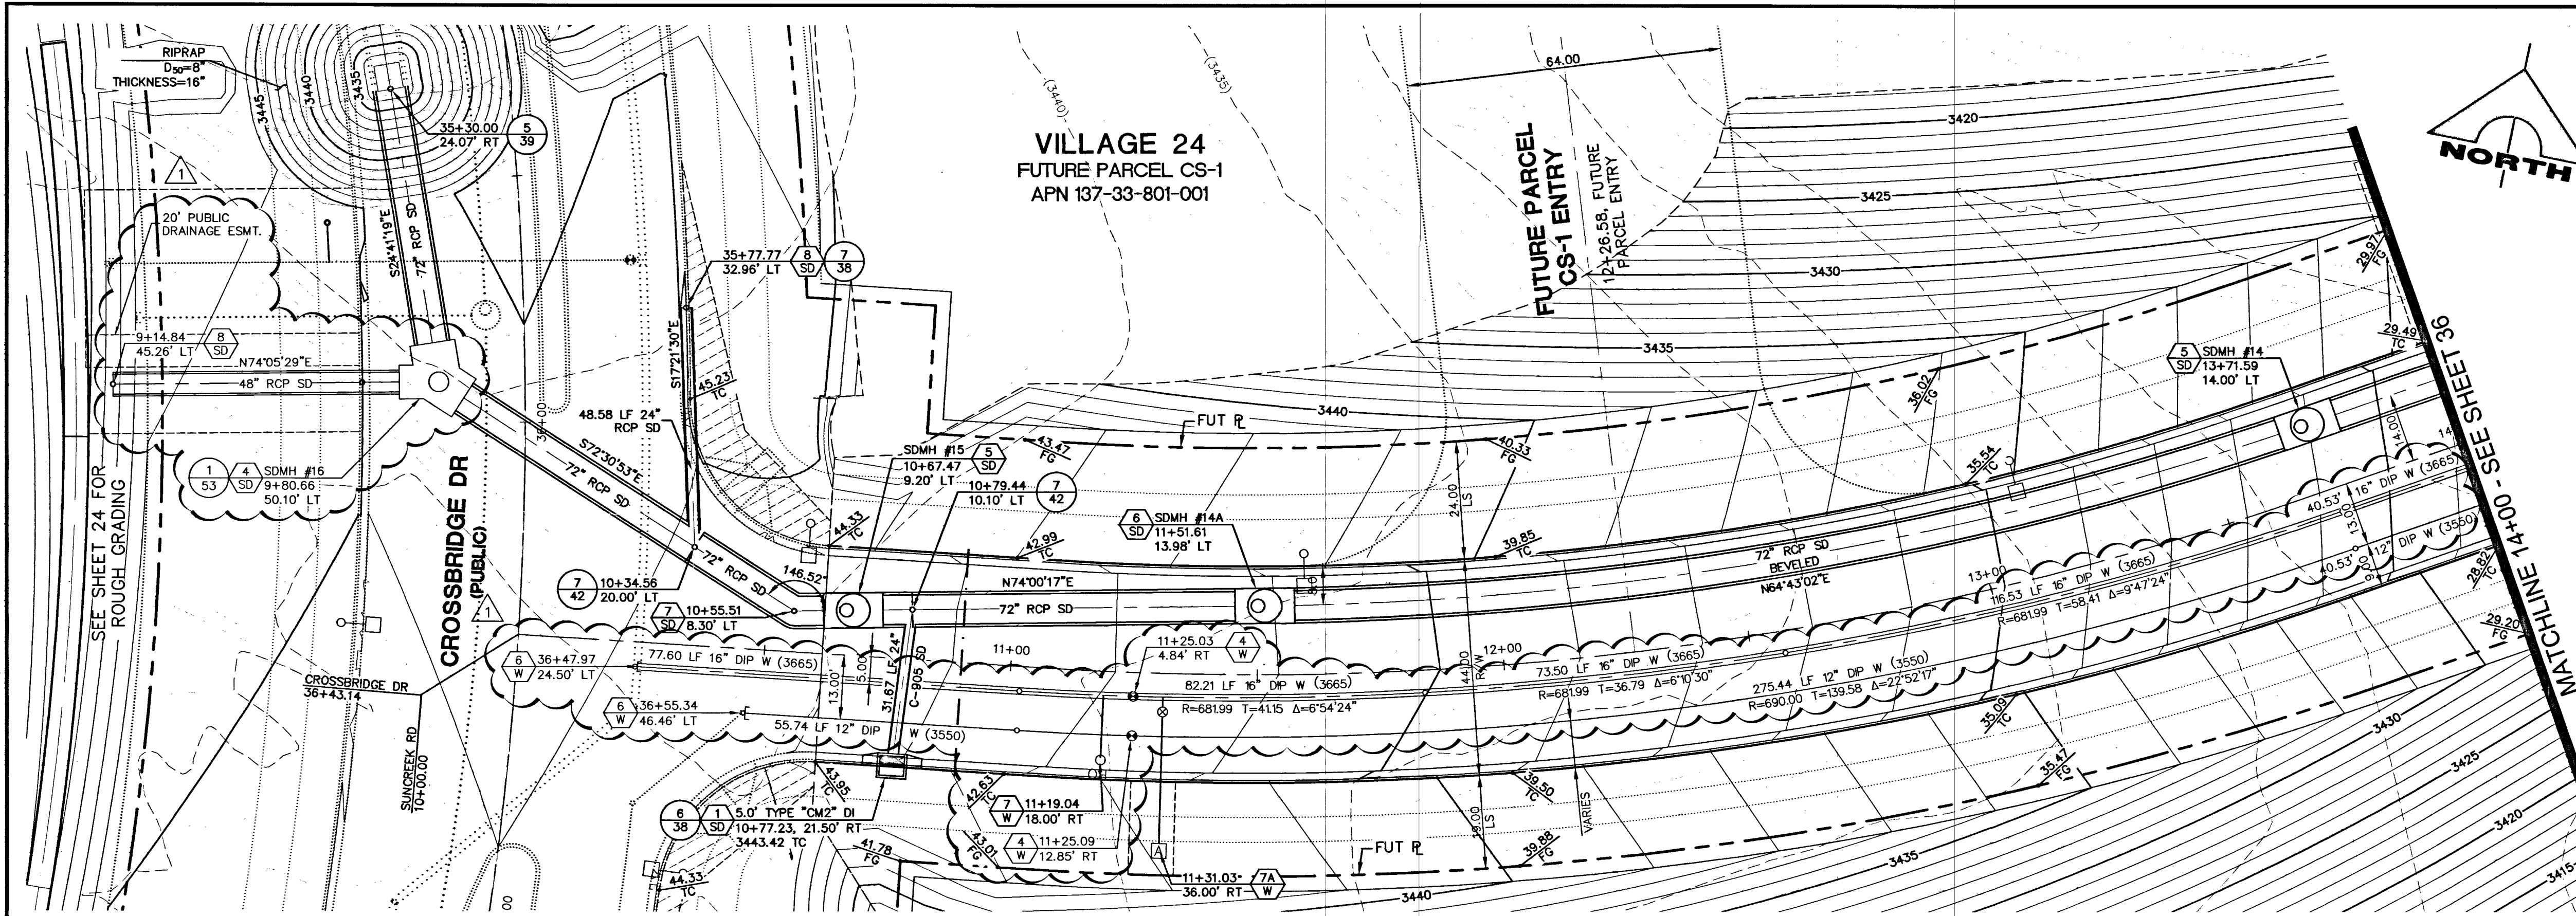 RIPRAP
D50=8"
THICKNESS=16"
3445
3440
3435
35+30.00
24.07' RT
5
39
1
20' PUBLIC
DRAINAGE ESMT.
S24°41'19"E
72" RCP SD
9+14.84
45.26' LT
8
SD
N74°05'29"E
48" RCP SD
SEE SHEET 24 FOR
ROUGH GRADING
1
53
4
SD
SDMH #16
9+80.66
50.10' LT
CROSSBRIDGE DR
(PUBLIC)
1
36+00
S72°30'53"E
72" RCP SD
72" RCP SD
146.52'
35+77.77
32.96' LT
8
SD
7
38
S17°21'30"E
45.23
TC
48.58 LF 24"
RCP SD
7
42
10+34.56
20.00' LT
7
SD
10+55.51
8.30' LT
44.33
TC
SDMH #15
10+67.47
9.20' LT
5
SD
10+79.44
10.10' LT
7
42
VILLAGE 24
FUTURE PARCEL CS-1
APN 137-33-801-001
(3440)
(3435)
64.00
FUTURE PARCEL
CS-1 ENTRY
12+26.58, FUTURE
PARCEL ENTRY
3420
3425
3430
3435
3440
NORTH
FUT PL
43.47
FG
40.33
FG
36.02
FG
29.97
FG
29.49
TC
5
SD
SDMH #14
13+71.59
14.00' LT
MATCHLINE 14+00 - SEE SHEET 36
6
SD
SDMH #14A
11+51.61
13.98' LT
42.99
TC
39.85
TC
35.54
TC
24.00
LS
N74°00'17"E
72" RCP SD
72" RCP SD
BEVELED
N64°43'02"E
14.00'
40.53' 16" DIP W (3665)
13.00'
40.53' 12" DIP W (3550)
9.00'
28.82
TC
29.20
FG
13+00
116.53 LF 16" DIP W (3665)
R=681.99 T=58.41 Δ=9°47'24"
12+00
73.50 LF 16" DIP W (3665)
R=681.99 T=36.79 Δ=6°10'30"
275.44 LF 12" DIP W (3550)
R=690.00 T=139.58 Δ=22°52'17"
44.00
R/W
11+00
11+25.03
4.84' RT
4
W
82.21 LF 16" DIP W (3665)
R=681.99 T=41.15 Δ=6°54'24"
6
W
36+47.97
24.50' LT
77.60 LF 16" DIP W (3665)
13.00'
5.00'
31.67 LF 24"
C-905 SD
6
W
36+55.34
46.46' LT
55.74 LF 12" DIP W (3550)
CROSSBRIDGE DR
36+43.14
SUNCREEK RD
10+00.00
43.95
TC
6
38
1
SD
5.0' TYPE "CM2" DI
10+77.23, 21.50' RT
3443.42 TC
44.33
TC
41.78
FG
42.63
TC
43.01
FG
7
W
11+19.04
18.00' RT
4
W
11+25.09
12.85' RT
A
11+31.03
36.00' RT
7A
W
FUT PL
39.50
TC
39.88
FG
19.00
LS
VARIES
35.09
TC
35.47
FG
3440
3435
3430
3425
3420
3415